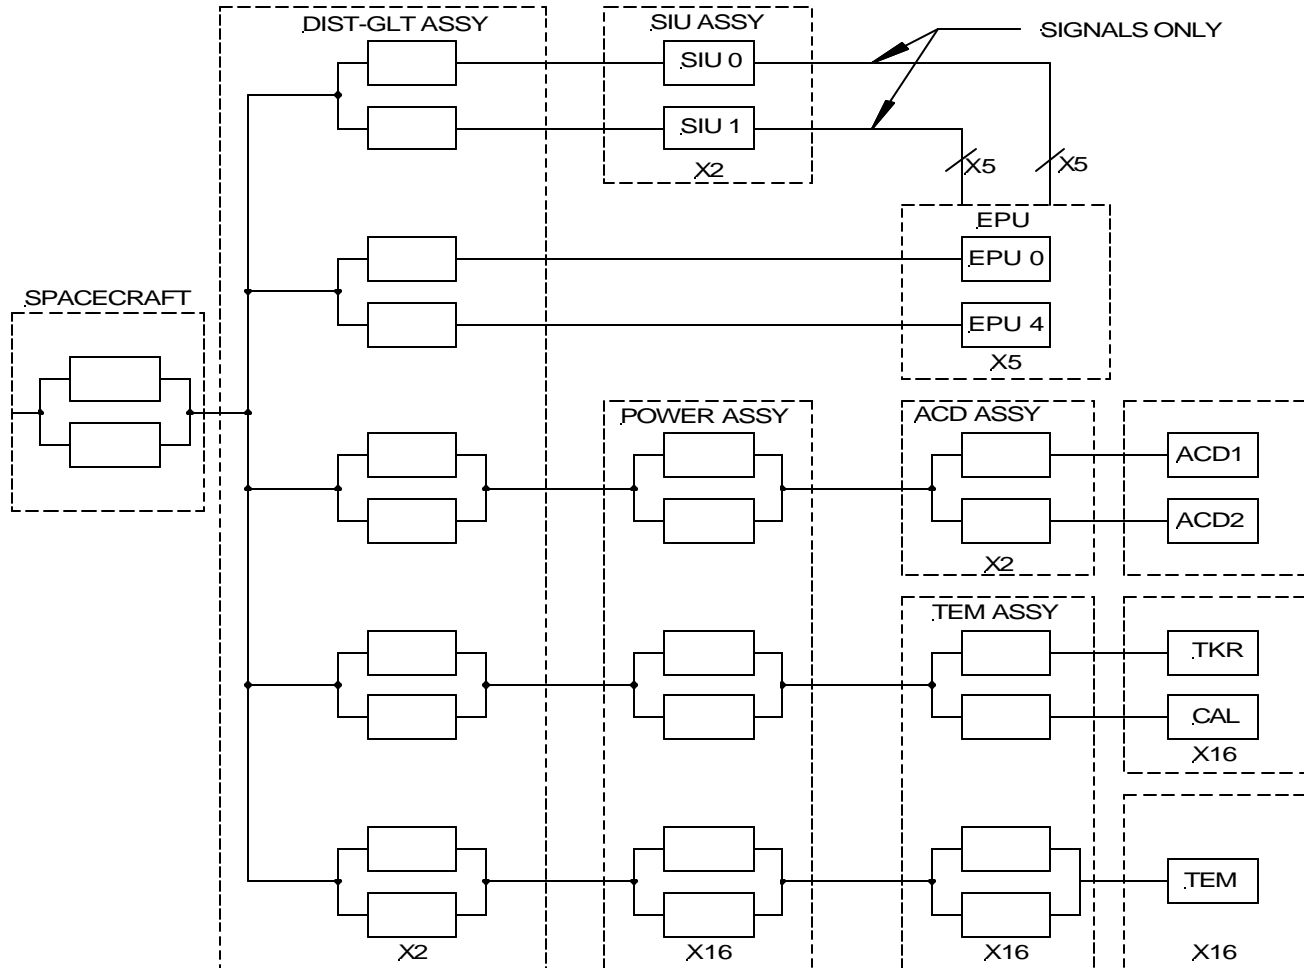 DIST-GLT ASSY
SIU ASSY
SIGNALS ONLY
SIU 0
SIU 1
X2
X5
X5
EPU
EPU 0
EPU 4
X5
SPACECRAFT
POWER ASSY
ACD ASSY
ACD1
ACD2
X2
TEM ASSY
TKR
CAL
X16
TEM
X2
X16
X16
X16